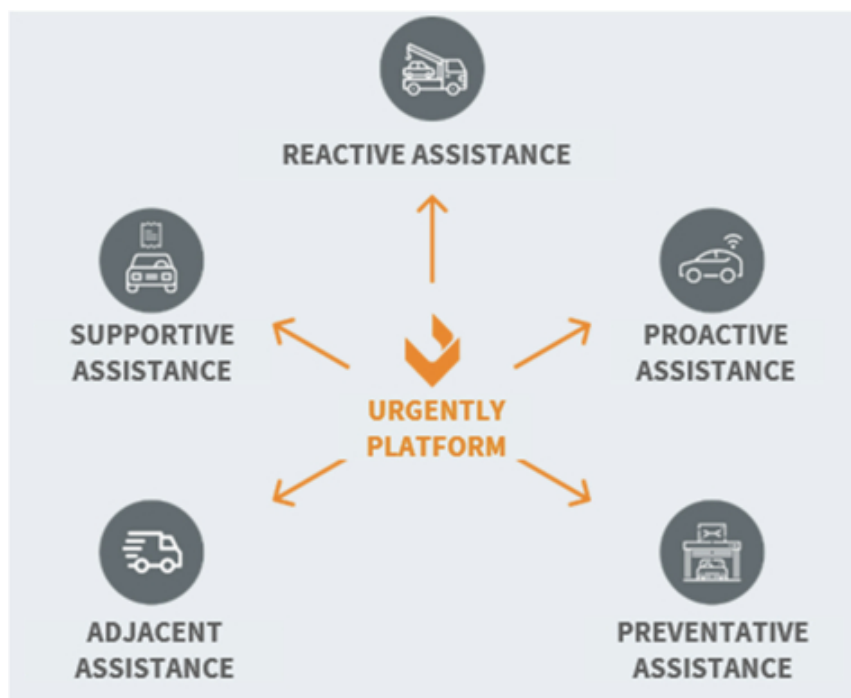 REACTIVE ASSISTANCE
SUPPORTIVE
ASSISTANCE
PROACTIVE
ASSISTANCE
URGENTLY
PLATFORM
ADJACENT
ASSISTANCE
PREVENTATIVE
ASSISTANCE